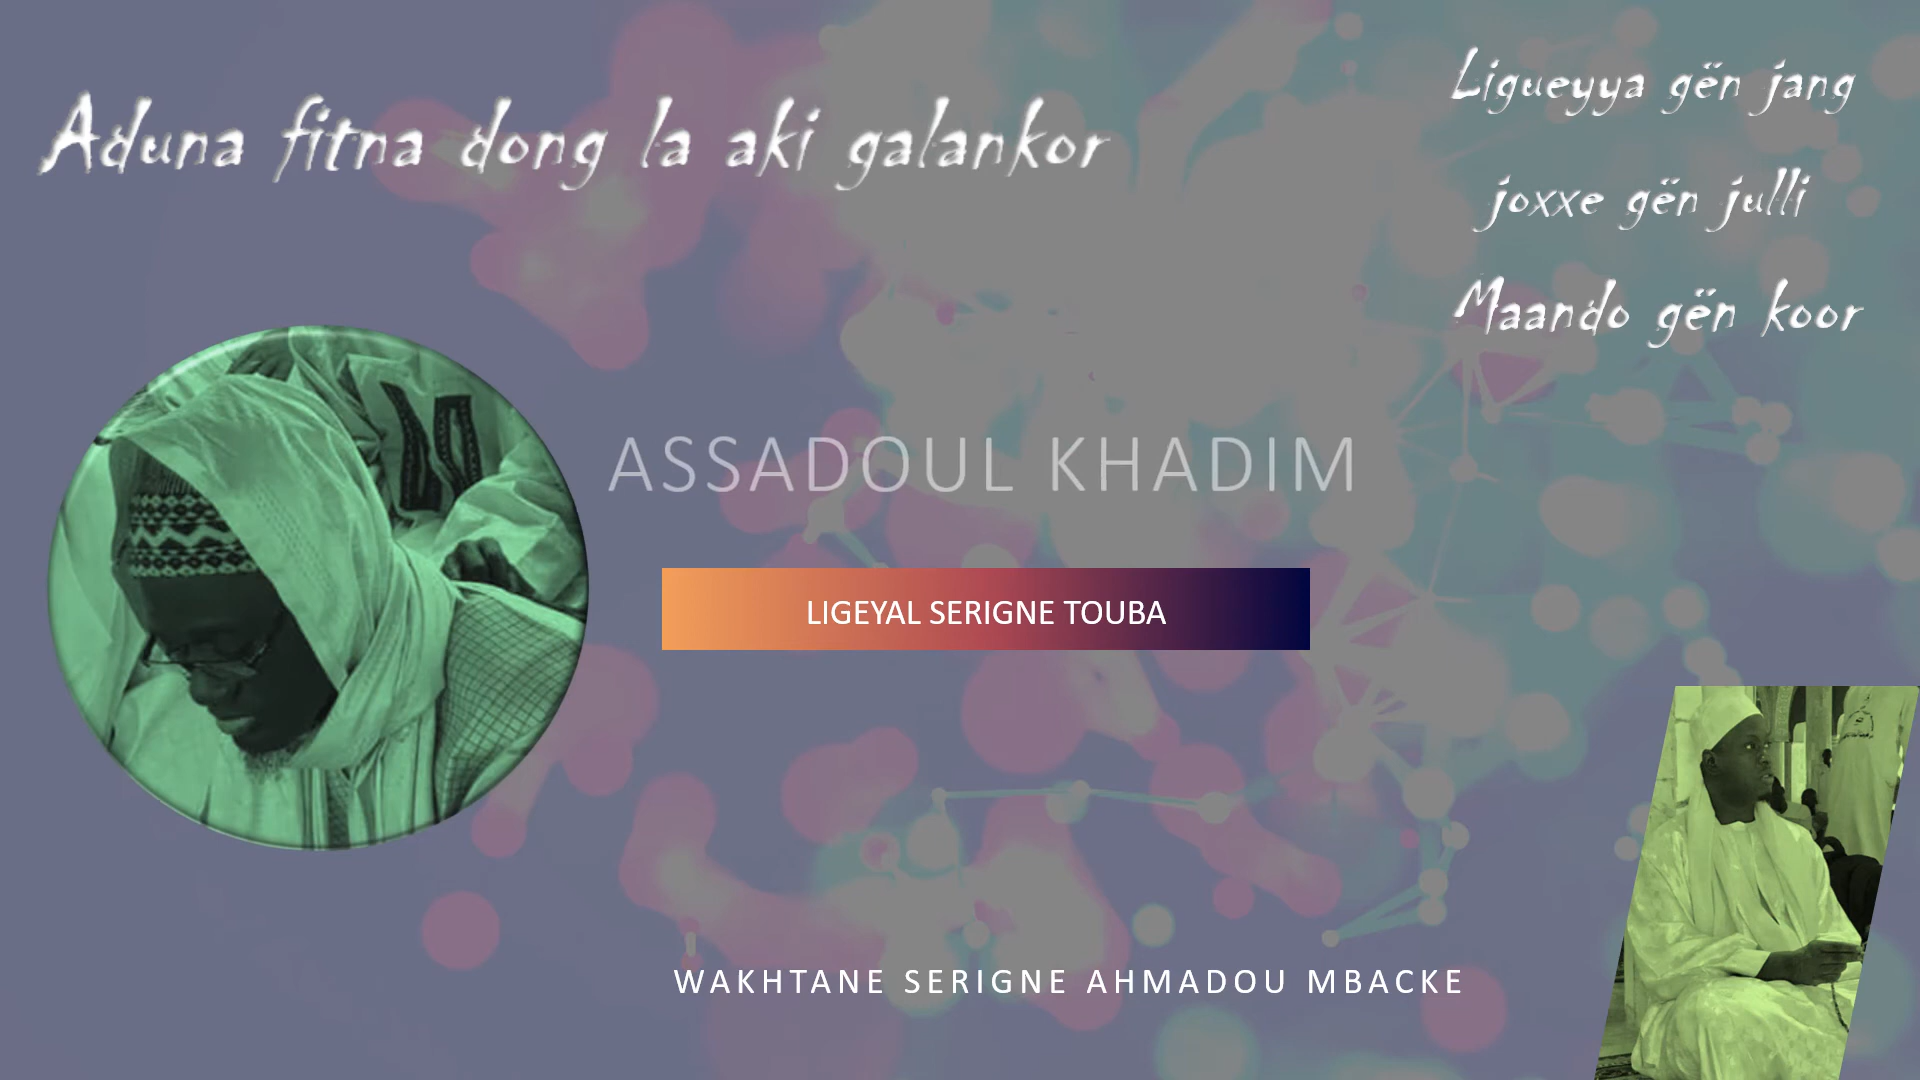 Aduna fitna dong la aki galankor
Ligueyya gën jang
joxxe gën julli
Maando gën koor
ASSADOUL KHADIM
LIGEYAL SERIGNE TOUBA
WAKHTANE SERIGNE AHMADOU MBACKE